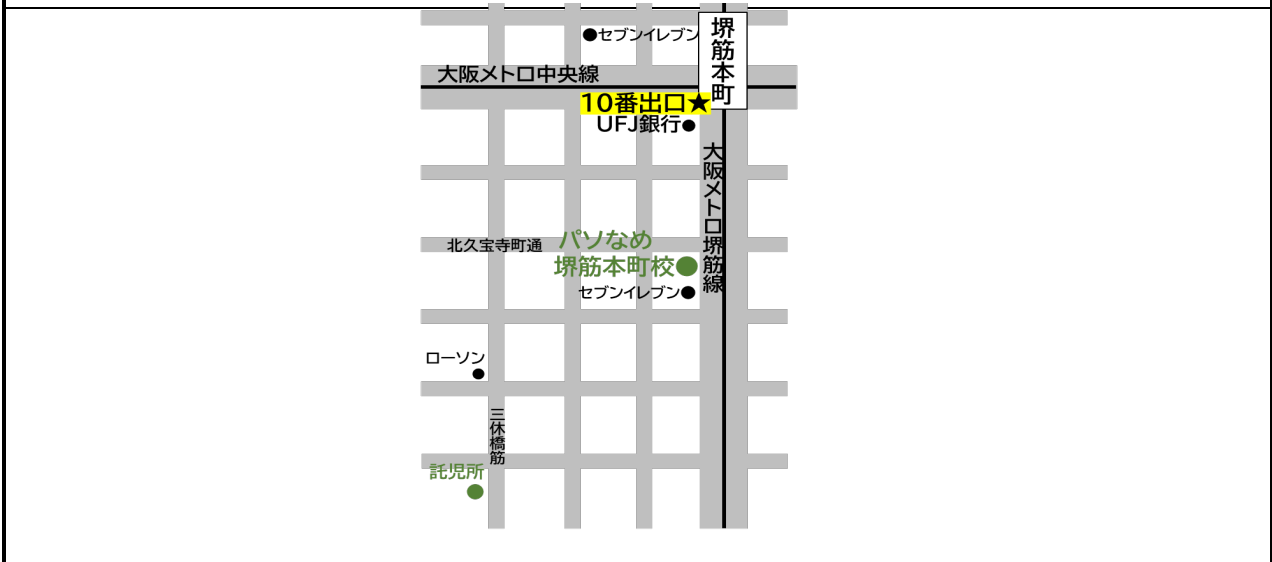 ●セブンイレブン
堺筋本町
大阪メトロ中央線
10番出口★
UFJ銀行●
大阪メトロ堺筋線
北久宝寺町通
パソなめ
堺筋本町校●
セブンイレブン●
ローソン
三休橋筋
託児所